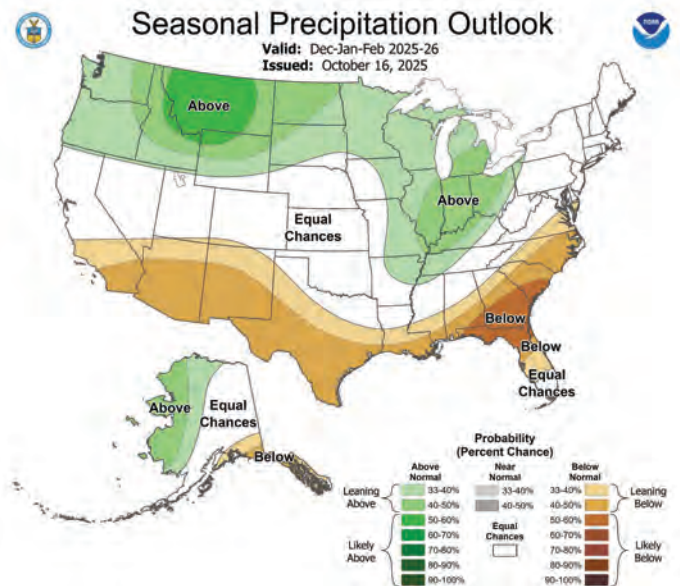 Seasonal Precipitation Outlook
Valid: Dec-Jan-Feb 2025-26
Issued: October 16, 2025
NOAA
Above
Above
Equal
Chances
Below
Below
Equal
Chances
Above
Equal
Chances
Below
Probability
(Percent Chance)
Above
Normal
Near
Normal
Below
Normal
Leaning
Above
33-40%
33-40%
33-40%
Leaning
Below
40-50%
40-50%
40-50%
Likely
Above
50-60%
Equal
Chances
50-60%
Likely
Below
60-70%
60-70%
70-80%
70-80%
80-90%
80-90%
90-100%
90-100%